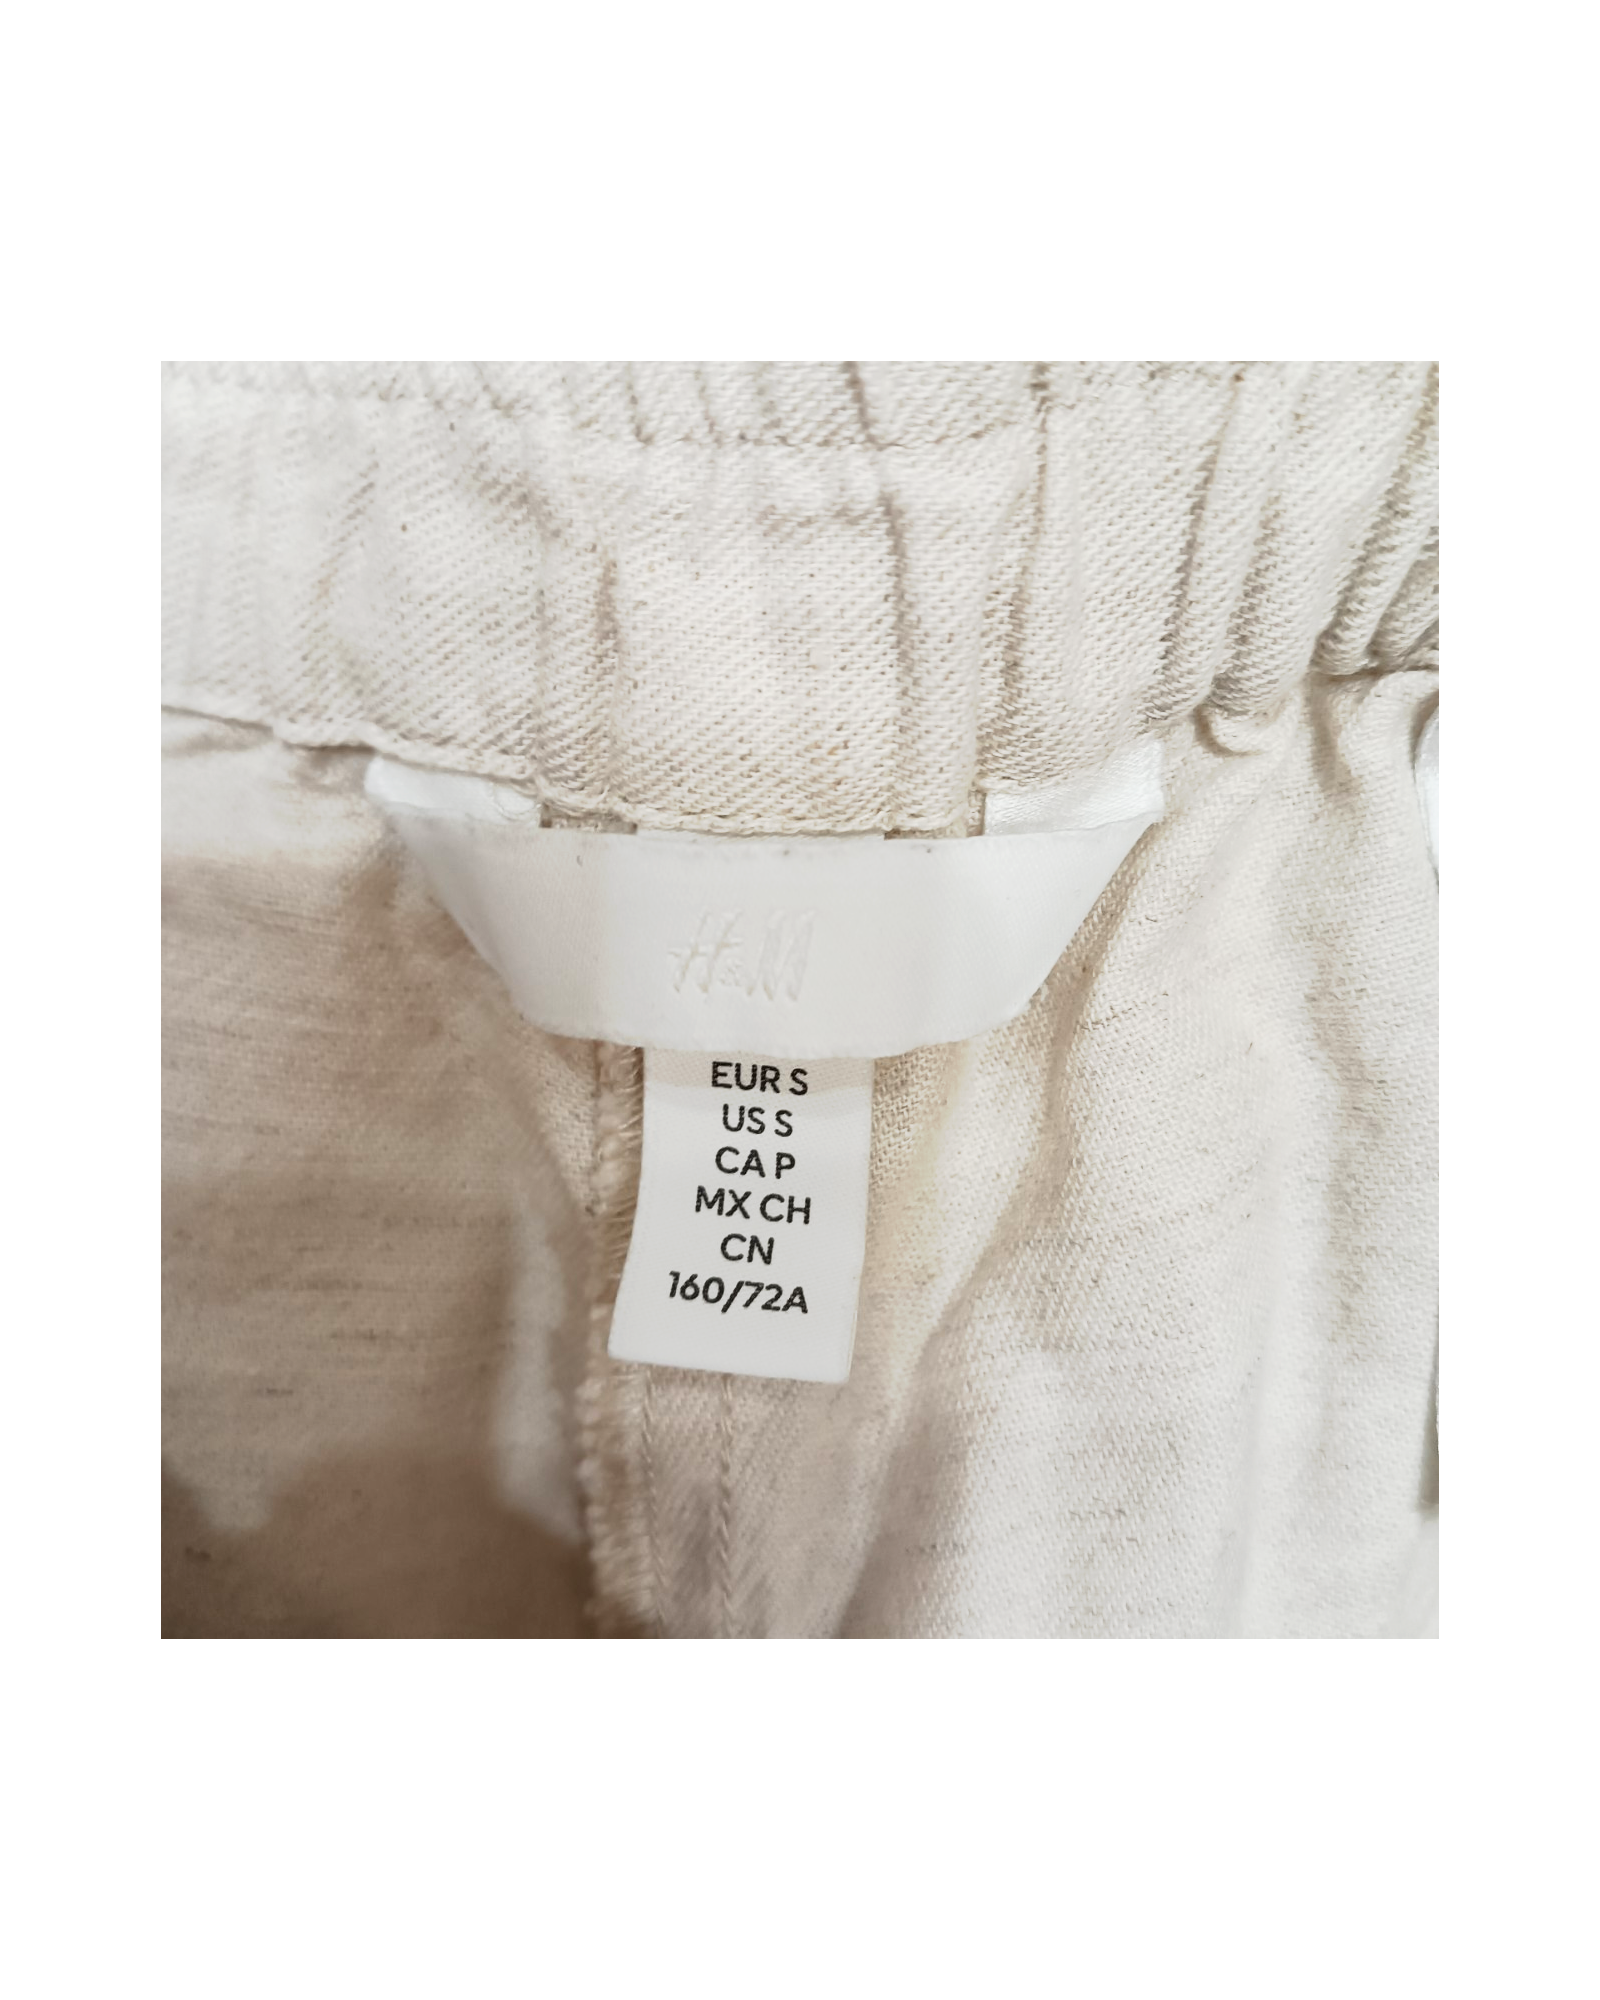 H&M
EUR S
US S
CA P
MX CH
CN
160/72A